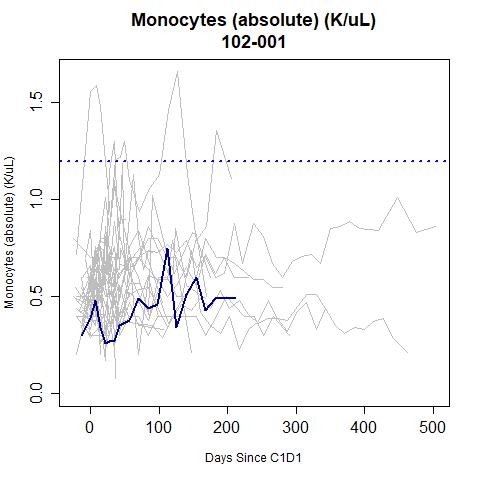 Monocytes (absolute) (K/uL)
102-001
Monocytes (absolute) (K/uL)
1.5
1.0
0.5
0.0
0 100 200 300 400 500
Days Since C1D1